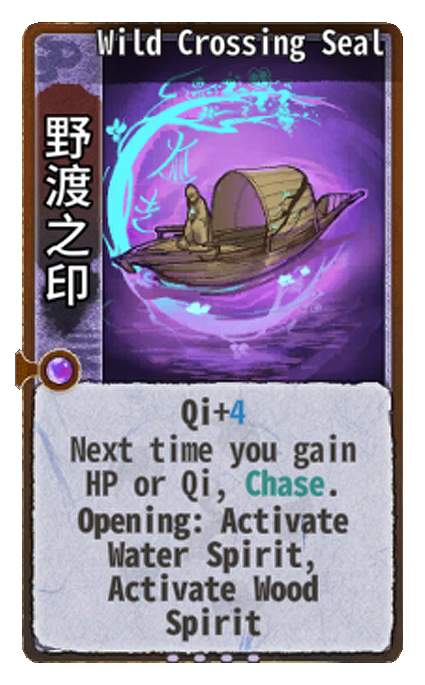 Wild Crossing Seal
野渡之印
Qi+4
Next time you gain
HP or Qi, Chase.
Opening: Activate
Water Spirit,
Activate Wood
Spirit